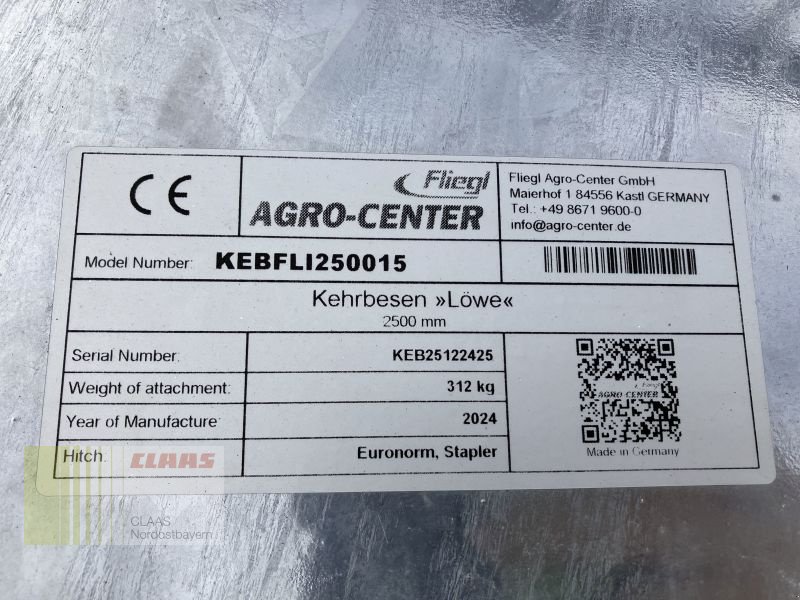 CE
Fliegl
AGRO-CENTER
Fliegl Agro-Center GmbH
Maierhof 1 84556 Kastl GERMANY
Tel.: +49 8671 9600-0
info@agro-center.de
Model Number: KEBFLI250015
Kehrbesen »Löwe«
2500 mm
Serial Number: KEB25122425
Weight of attachment: 312 kg
Year of Manufacture: 2024
Hitch: Euronorm, Stapler
Fliegl
AGRO-CENTER
Made in Germany
CLAAS
CLAAS
Nordostbayern